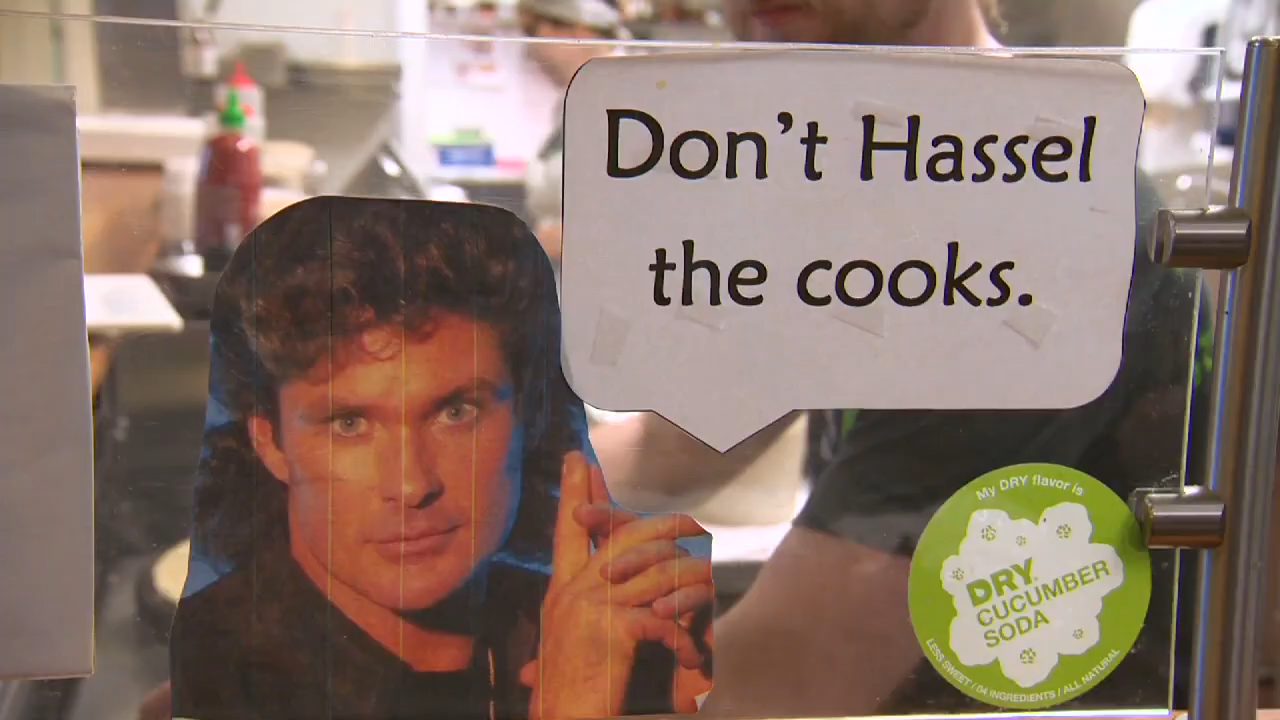 Don't Hassel
the cooks.
My DRY flavor is
DRY.
CUCUMBER
SODA
LESS SWEET / 04 INGREDIENTS / ALL NATURAL